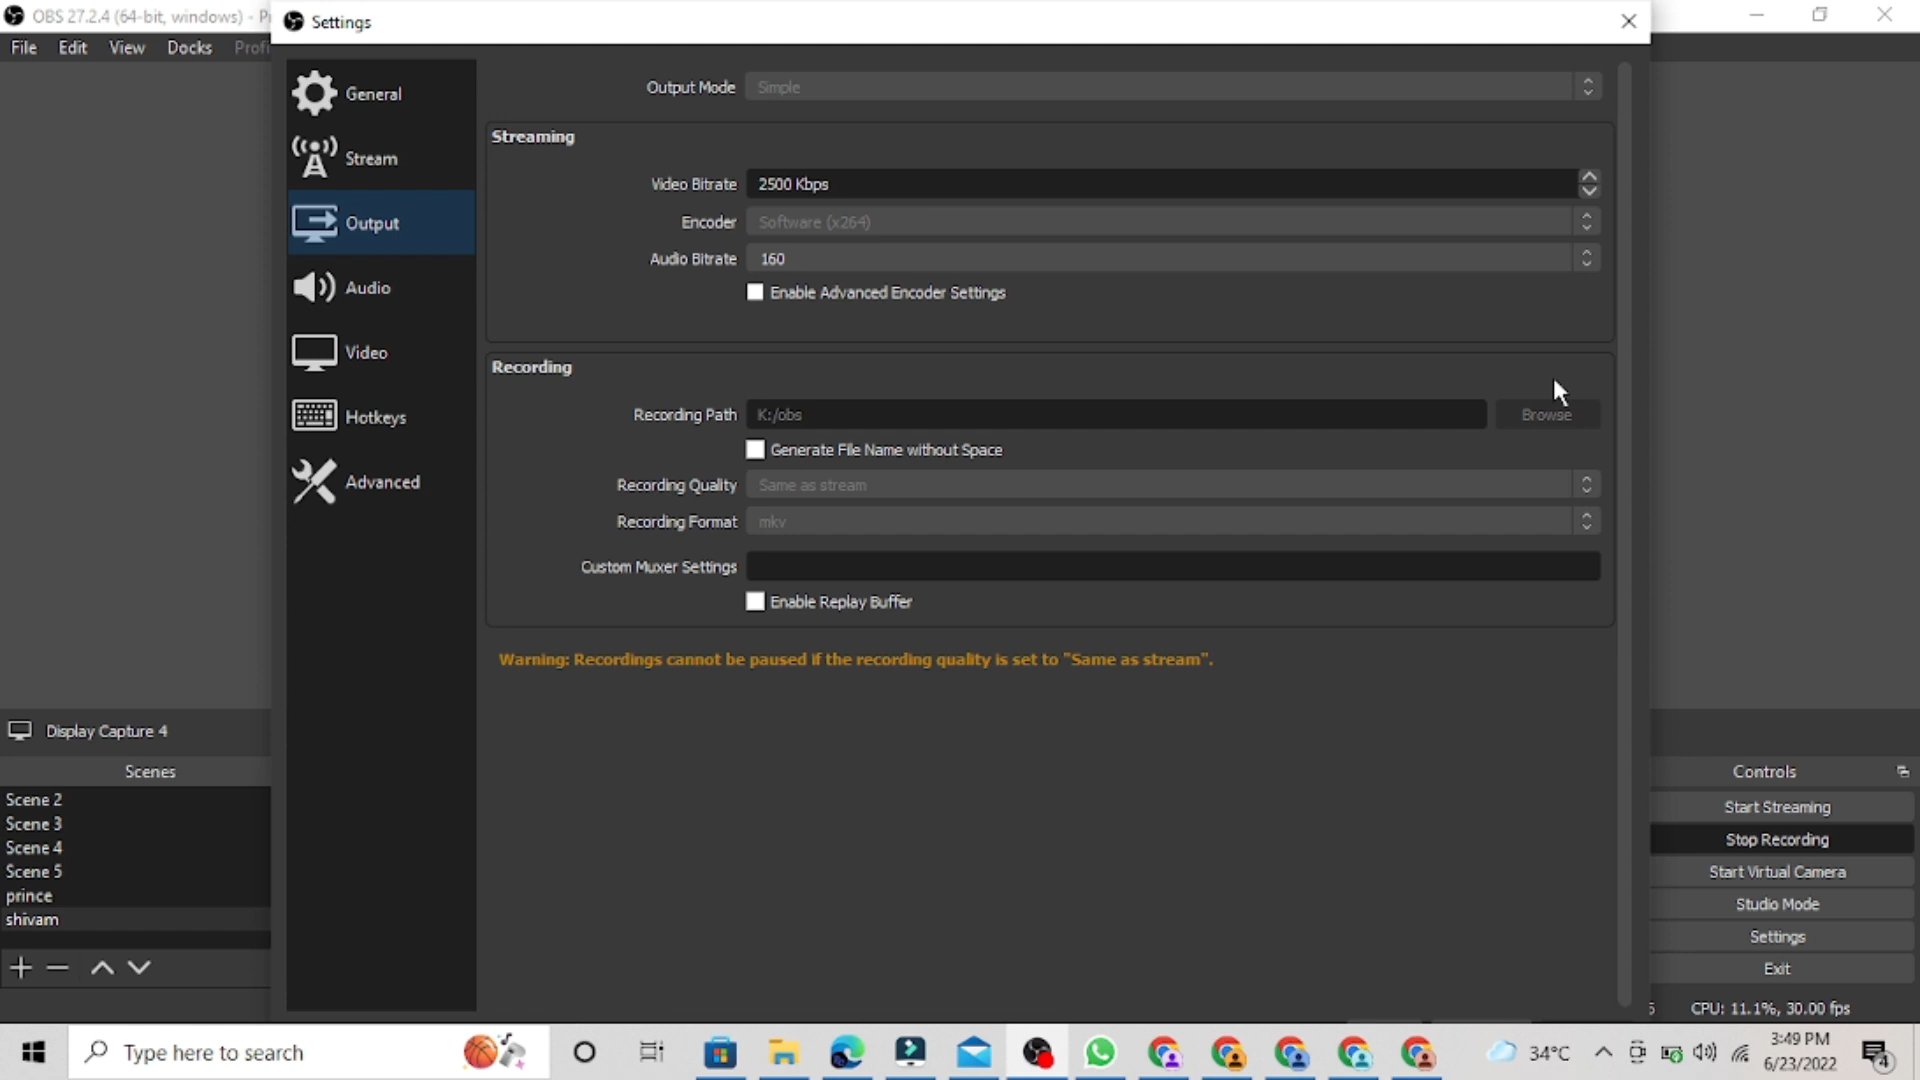 OBS 27.2.4 (64-bit, windows) - P
Settings
File Edit View Docks Profi
General
Stream
Output
Audio
Video
Hotkeys
Advanced
Output Mode Simple
Streaming
Video Bitrate 2500 Kbps
Encoder Software (x264)
Audio Bitrate 160
Enable Advanced Encoder Settings
Recording
Recording Path K:/obs Browse
Generate File Name without Space
Recording Quality Same as stream
Recording Format mkv
Custom Muxer Settings
Enable Replay Buffer
Warning: Recordings cannot be paused if the recording quality is set to "Same as stream".
Display Capture 4
Scenes
Scene 2
Scene 3
Scene 4
Scene 5
prince
shivam
Controls
Start Streaming
Stop Recording
Start Virtual Camera
Studio Mode
Settings
Exit
CPU: 11.1%, 30.00 fps
Type here to search
34°C
3:49 PM
6/23/2022
4